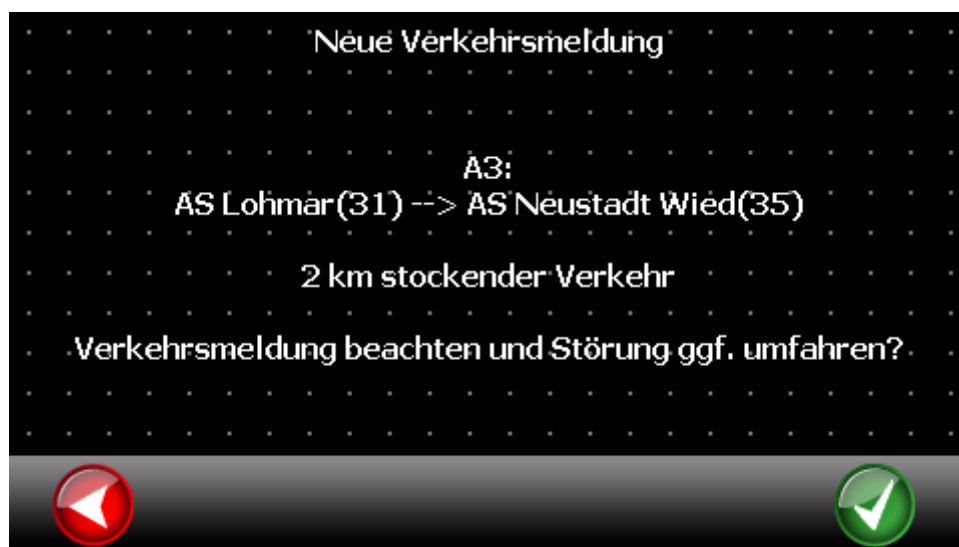 Neue Verkehrsmeldung
A3:
AS Lohmar(31) --> AS Neustadt Wied(35)
2 km stockender Verkehr
Verkehrsmeldung beachten und Störung ggf. umfahren?